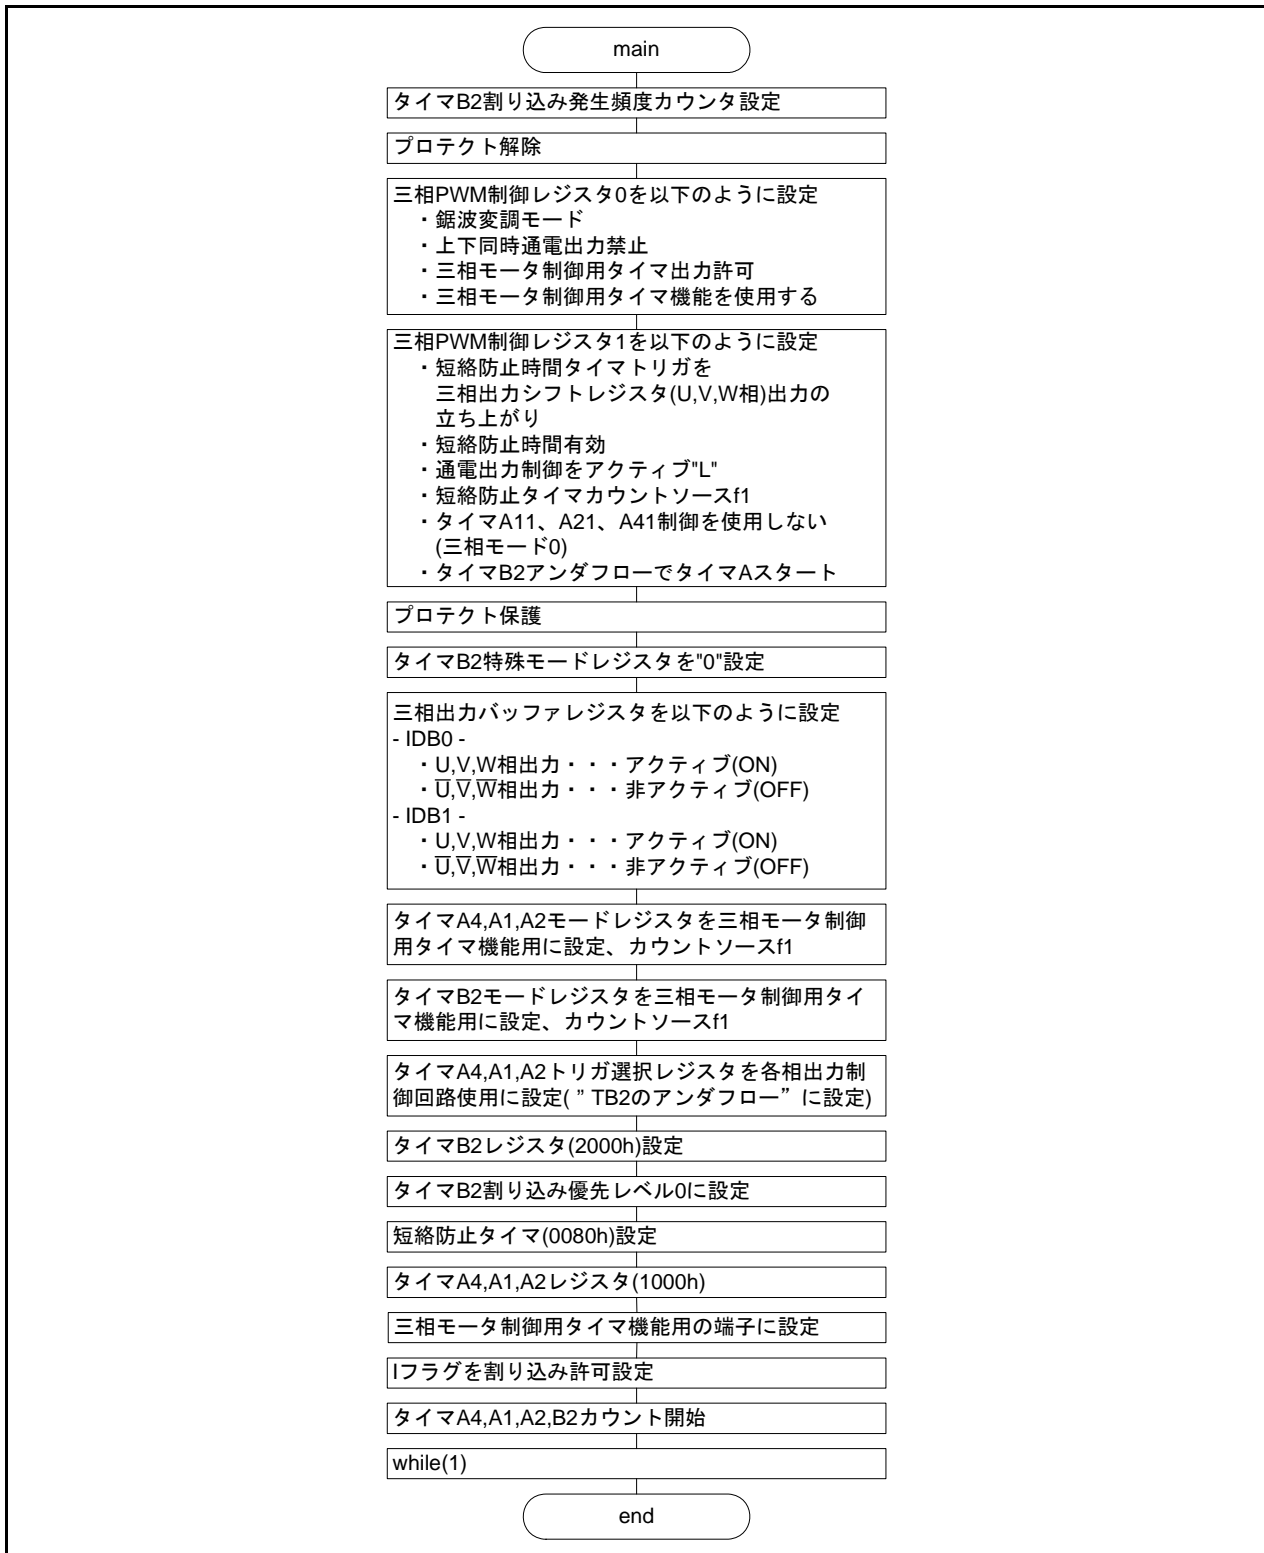 main
タイマB2割り込み発生頻度カウンタ設定
プロテクト解除
三相PWM制御レジスタ0を以下のように設定
・鋸波変調モード
・上下同時通電出力禁止
・三相モータ制御用タイマ出力許可
・三相モータ制御用タイマ機能を使用する
三相PWM制御レジスタ1を以下のように設定
・短絡防止時間タイマトリガを
三相出力シフトレジスタ(U,V,W相)出力の
立ち上がり
・短絡防止時間有効
・通電出力制御をアクティブ"L"
・短絡防止タイマカウントソースf1
・タイマA11、A21、A41制御を使用しない
(三相モード0)
・タイマB2アンダフローでタイマAスタート
プロテクト保護
タイマB2特殊モードレジスタを"0"設定
三相出力バッファレジスタを以下のように設定
- IDB0 -
・U,V,W相出力・・・アクティブ(ON)
・U̅,V̅,W̅相出力・・・非アクティブ(OFF)
- IDB1 -
・U,V,W相出力・・・アクティブ(ON)
・U̅,V̅,W̅相出力・・・非アクティブ(OFF)
タイマA4,A1,A2モードレジスタを三相モータ制御
用タイマ機能用に設定、カウントソースf1
タイマB2モードレジスタを三相モータ制御用タイ
マ機能用に設定、カウントソースf1
タイマA4,A1,A2トリガ選択レジスタを各相出力制
御回路使用に設定( ” TB2のアンダフロー” に設定)
タイマB2レジスタ(2000h)設定
タイマB2割り込み優先レベル0に設定
短絡防止タイマ(0080h)設定
タイマA4,A1,A2レジスタ(1000h)
三相モータ制御用タイマ機能用の端子に設定
Iフラグを割り込み許可設定
タイマA4,A1,A2,B2カウント開始
while(1)
end